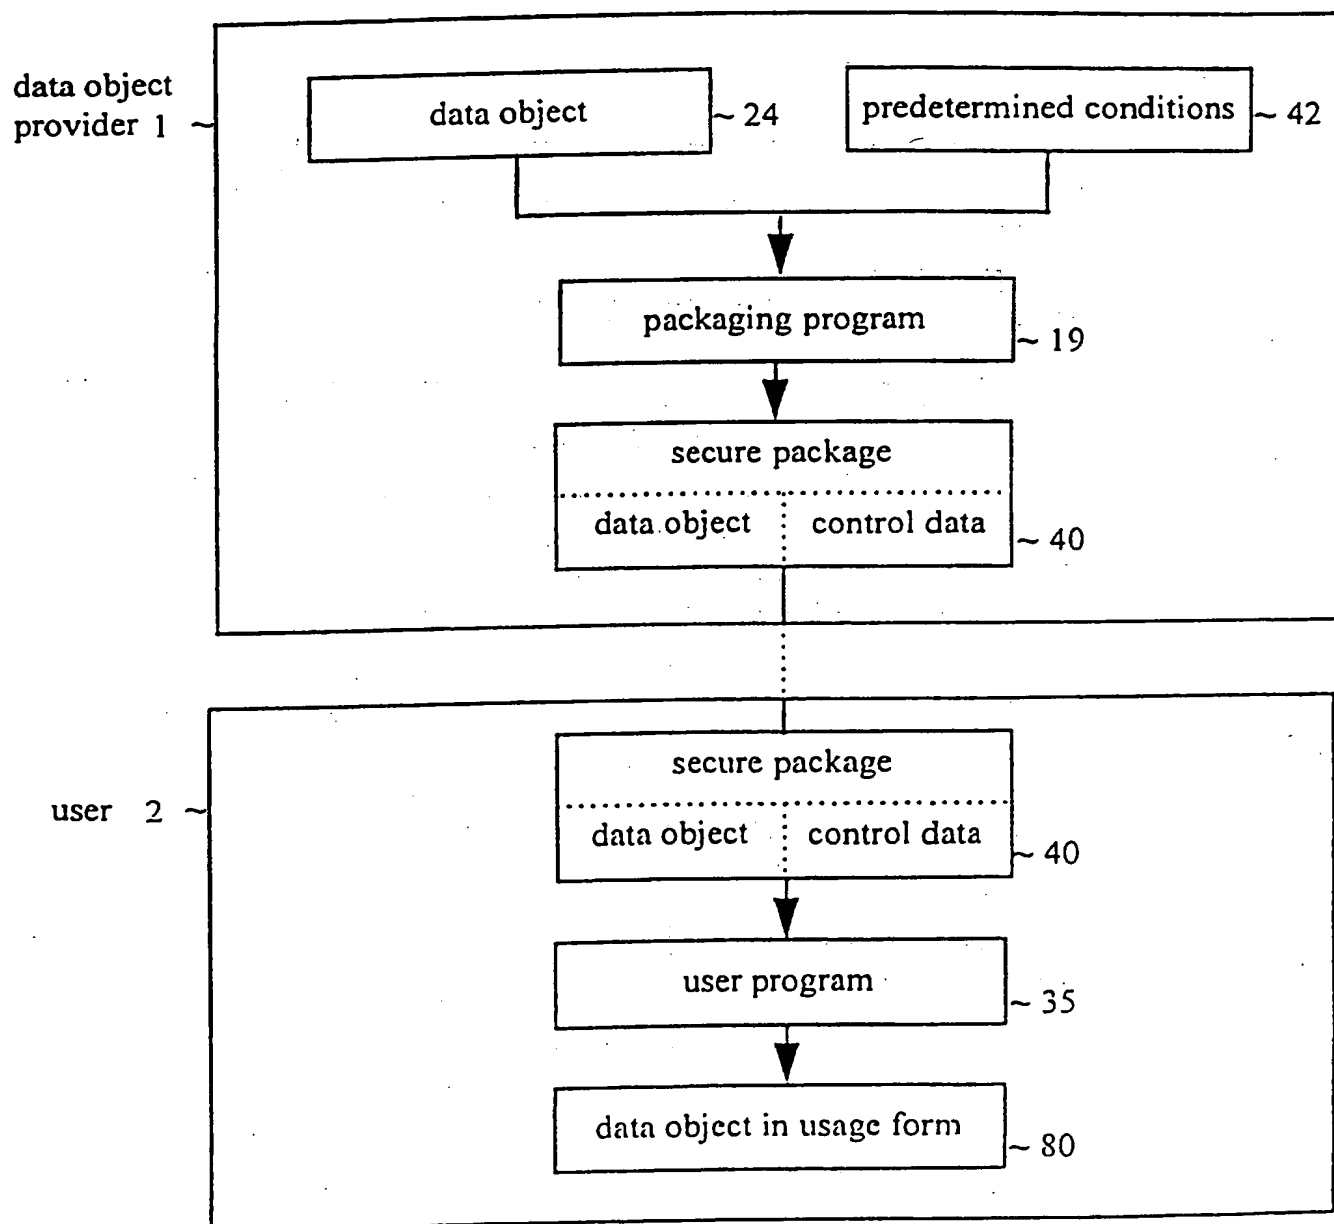 data object
provider 1 ~
data object ~ 24
predetermined conditions ~ 42
packaging program ~ 19
secure package
data object control data ~ 40
user 2 ~
secure package
data object control data ~ 40
user program ~ 35
data object in usage form ~ 80